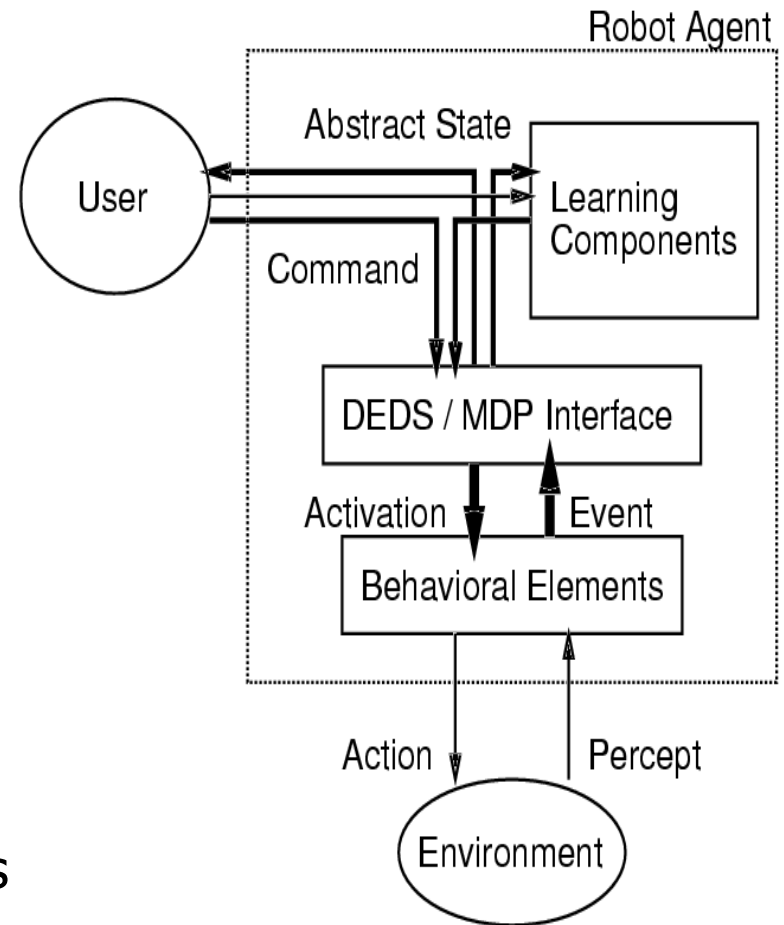 Robot Agent
Abstract State
User
Learning
Components
Command
DEDS / MDP Interface
Activation
Event
Behavioral Elements
Action
Percept
Environment
s